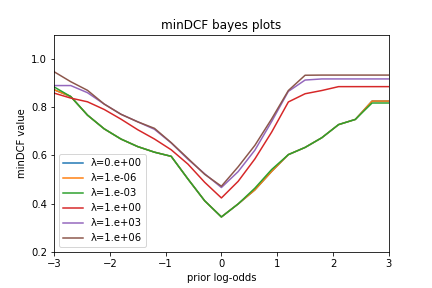 minDCF bayes plots
minDCF value
1.0
0.8
0.6
0.4
0.2
λ=0.e+00
λ=1.e-06
λ=1.e-03
λ=1.e+00
λ=1.e+03
λ=1.e+06
−3
−2
−1
0
1
2
3
prior log-odds